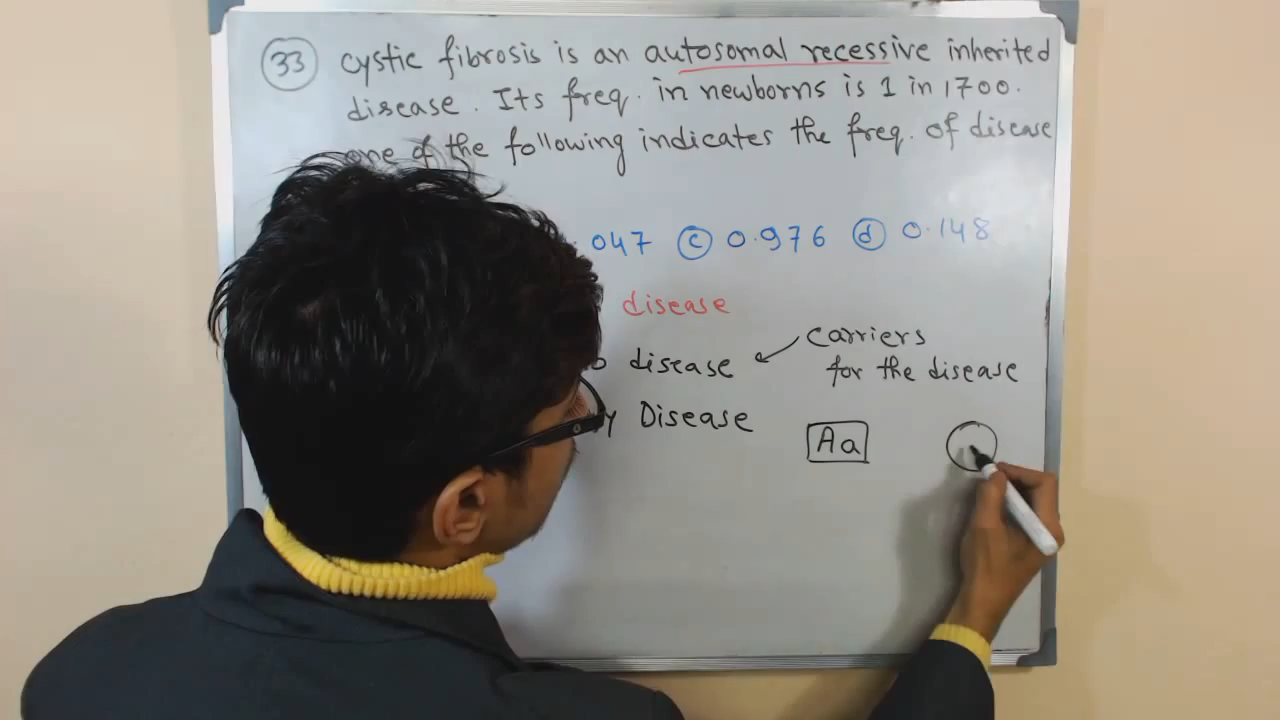 33 cystic fibrosis is an autosomal recessive inherited
disease. Its freq. in newborns is 1 in 1700.
one of the following indicates the freq. of disease
047 c 0.976 d 0.148
disease
disease
carriers
for the disease
Disease
Aa